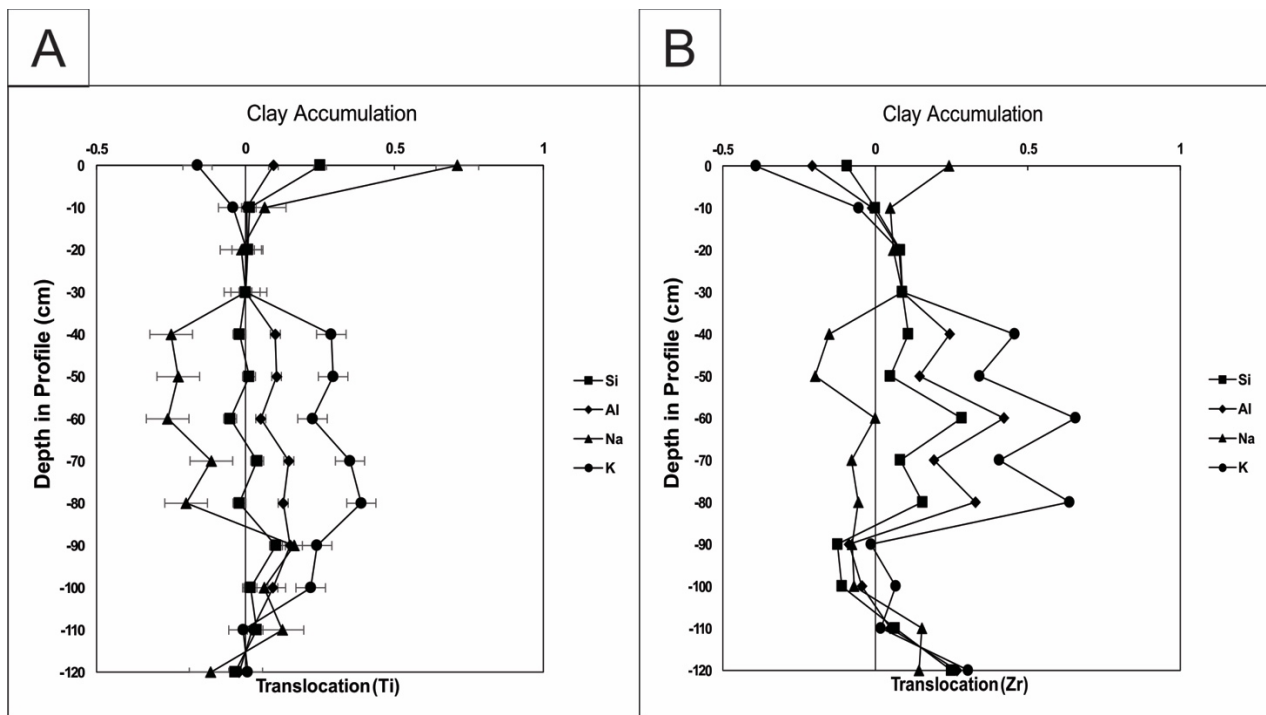 A
Clay Accumulation
-0.5 0 0.5 1
0
-10
-20
-30
-40
-50
-60
-70
-80
-90
-100
-110
-120
Depth in Profile (cm)
Si
Al
Na
K
Translocation (Ti)
B
Clay Accumulation
-0.5 0 0.5 1
0
-10
-20
-30
-40
-50
-60
-70
-80
-90
-100
-110
-120
Depth in Profile (cm)
Si
Al
Na
K
Translocation (Zr)